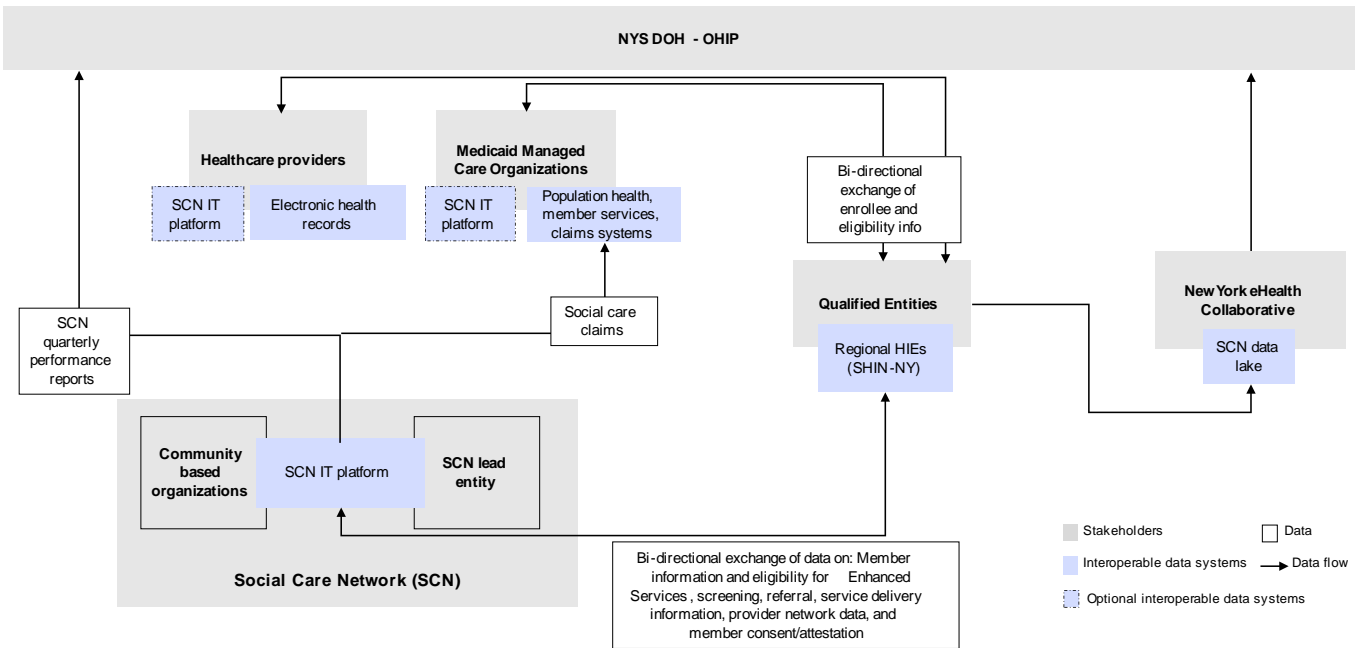 NYS DOH - OHIP
Healthcare providers
SCN IT
platform
Electronic health
records
Medicaid Managed
Care Organizations
SCN IT
platform
Population health,
member services,
claims systems
Bi-directional
exchange of
enrollee and
eligibility info
Qualified Entities
Regional HIEs
(SHIN-NY)
New York eHealth
Collaborative
SCN data
lake
SCN
quarterly
performance
reports
Social care
claims
Community
based
organizations
SCN IT platform
SCN lead
entity
Social Care Network (SCN)
Bi-directional exchange of data on: Member
information and eligibility for Enhanced
Services, screening, referral, service delivery
information, provider network data, and
member consent/attestation
Stakeholders
Data
Interoperable data systems
Data flow
Optional interoperable data systems